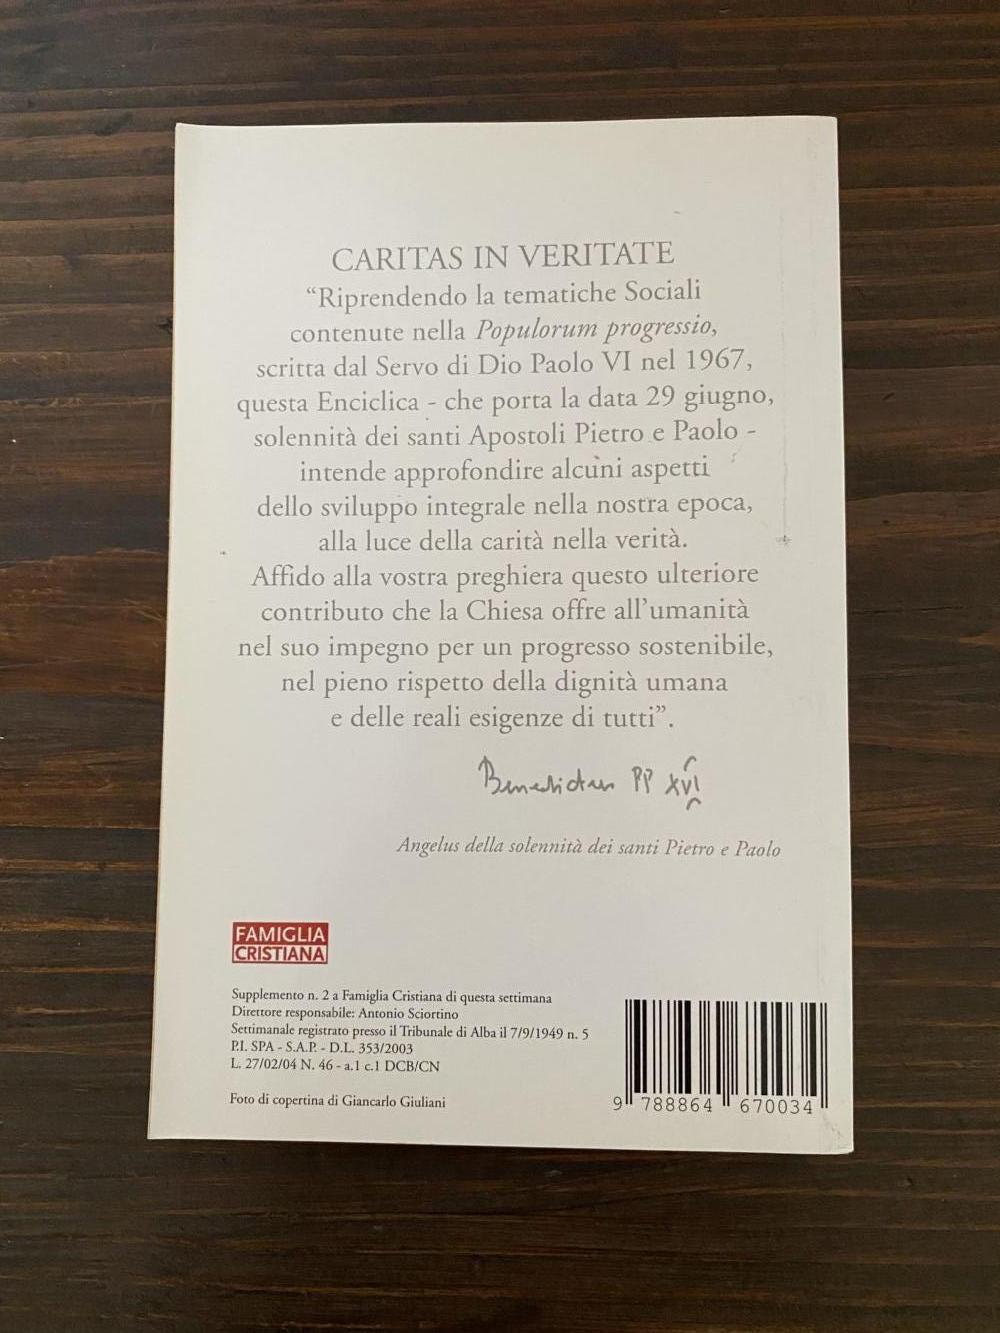 CARITAS IN VERITATE
“Riprendendo la tematiche Sociali
contenute nella Populorum progressio,
scritta dal Servo di Dio Paolo VI nel 1967,
questa Enciclica - che porta la data 29 giugno,
solennità dei santi Apostoli Pietro e Paolo -
intende approfondire alcuni aspetti
dello sviluppo integrale nella nostra epoca,
alla luce della carità nella verità.
Affido alla vostra preghiera questo ulteriore
contributo che la Chiesa offre all'umanità
nel suo impegno per un progresso sostenibile,
nel pieno rispetto della dignità umana
e delle reali esigenze di tutti”.
Benedictus PP XVI
Angelus della solennità dei santi Pietro e Paolo
FAMIGLIA
CRISTIANA
Supplemento n. 2 a Famiglia Cristiana di questa settimana
Direttore responsabile: Antonio Sciortino
Settimanale registrato presso il Tribunale di Alba il 7/9/1949 n. 5
P.I. SPA - S.A.P. - D.L. 353/2003
L. 27/02/04 N. 46 - a.1 c.1 DCB/CN
Foto di copertina di Giancarlo Giuliani
9 788864 670034